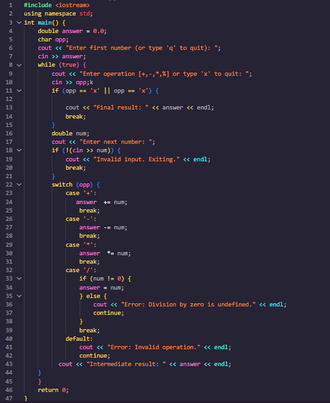 1 #include <iostream>
2 using namespace std;
3 int main() {
4 double answer = 0.0;
5 char opp;
6 cout << "Enter first number (or type 'q' to quit): ";
7 cin >> answer;
8 while (true) {
9 cout << "Enter operation [+,-,*,%] or type 'x' to quit: ";
10 cin >> opp;k
11 if (opp == 'x' || opp == 'x') {
12
13 cout << "Final result: " << answer << endl;
14 break;
15 }
16 double num;
17 cout << "Enter next number: ";
18 if (!(cin >> num)) {
19 cout << "Invalid input. Exiting." << endl;
20 break;
21 }
22 switch (opp) {
23 case '+':
24 answer += num;
25 break;
26 case '-':
27 answer -= num;
28 break;
29 case '*':
30 answer *= num;
31 break;
32 case '/':
33 if (num != 0) {
34 answer = num;
35 } else {
36 cout << "Error: Division by zero is undefined." << endl;
37 continue;
38 }
39 break;
40 default:
41 cout << "Error: Invalid operation." << endl;
42 continue;
43 cout << "Intermediate result: " << answer << endl;
44 }
45 }
46 return 0;
47 }